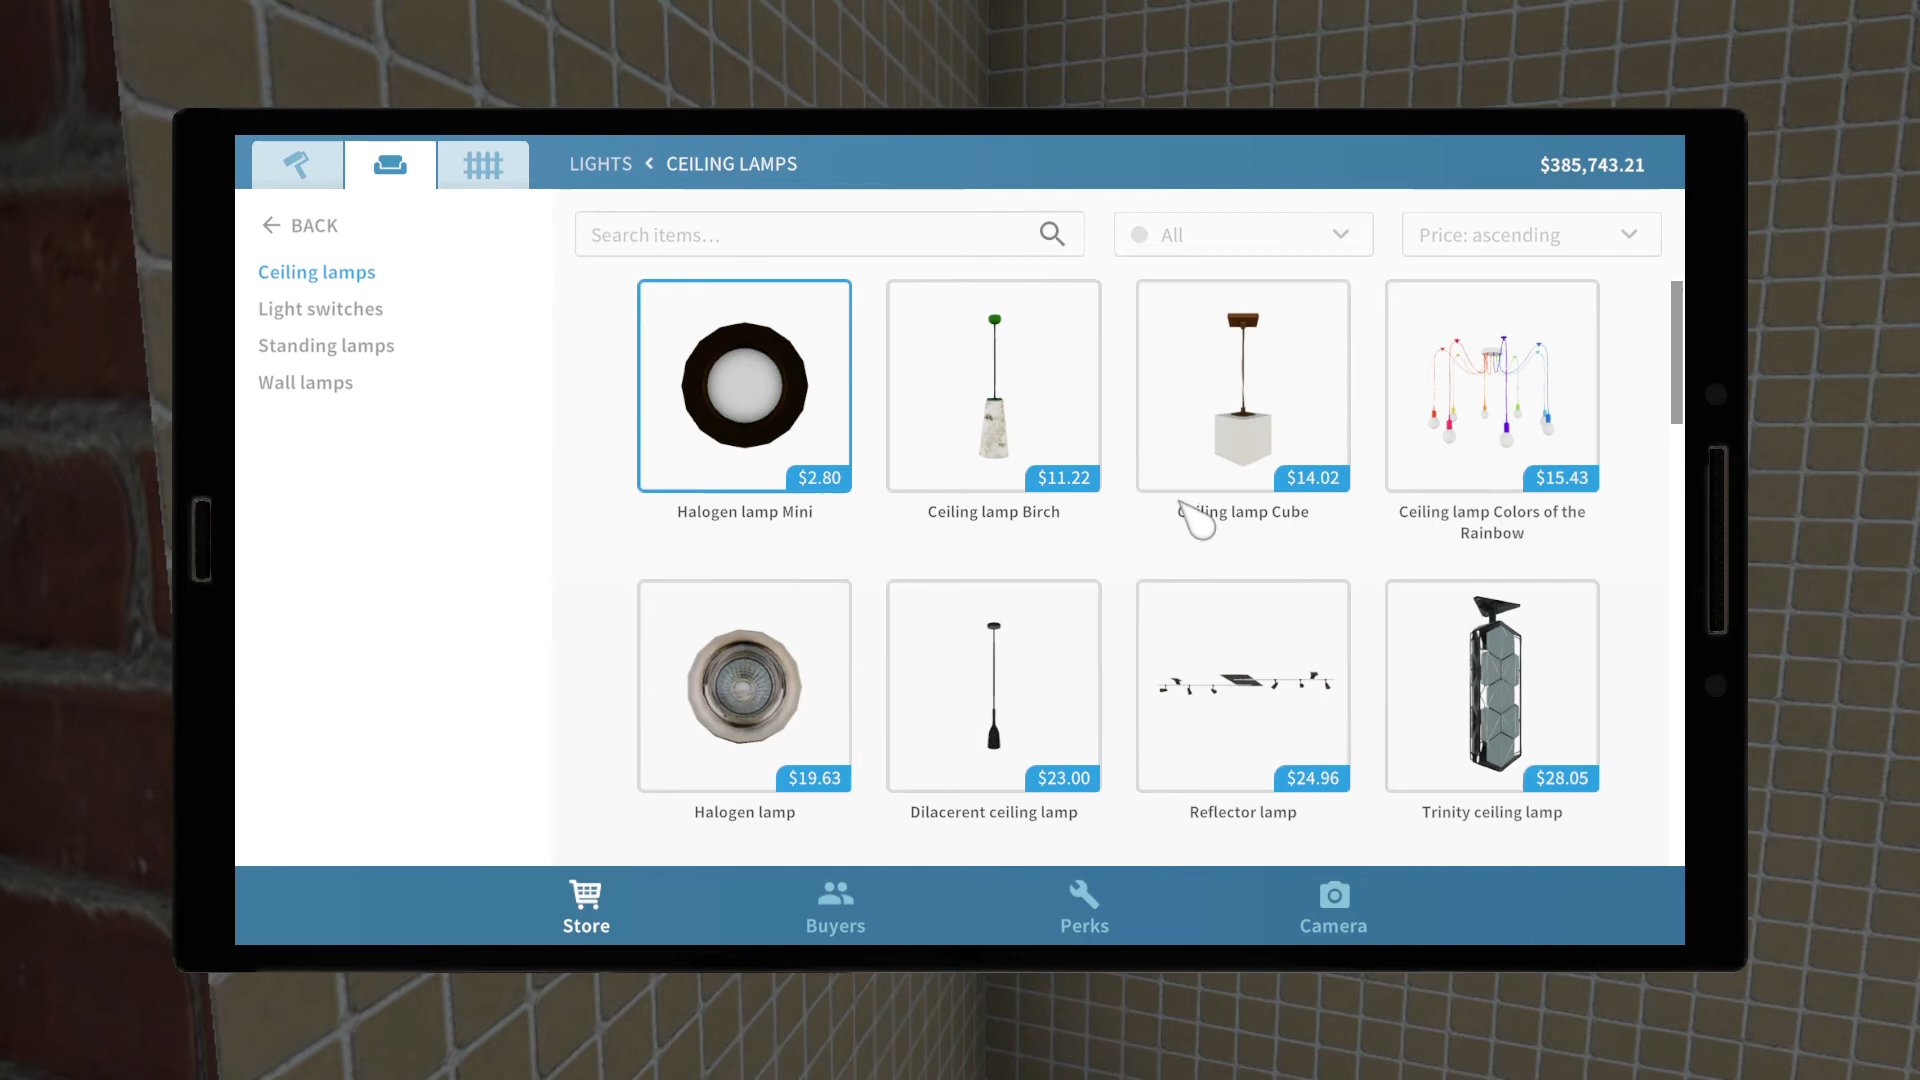 LIGHTS < CEILING LAMPS
$385,743.21
BACK
Search items...
All
Price: ascending
Ceiling lamps
Light switches
Standing lamps
Wall lamps
$2.80
$11.22
$14.02
$15.43
Halogen lamp Mini
Ceiling lamp Birch
Ceiling lamp Cube
Ceiling lamp Colors of the
Rainbow
$19.63
$23.00
$24.96
$28.05
Halogen lamp
Dilacerent ceiling lamp
Reflector lamp
Trinity ceiling lamp
Store
Buyers
Perks
Camera